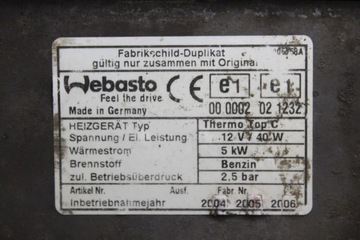 Fabrikschild-Duplikat
gültig nur zusammen mit Original
Webasto CE e1 e1
Feel the drive
Made in Germany 00 0002 02 1232
HEIZGERÄT Typ Thermo Top C
Spannung / El. Leistung 12 V / 40 W
Wärmestrom 5 kW
Brennstoff Benzin
zul. Betriebsüberdruck 2,5 bar
Artikel Nr. Ausf. Fabr. Nr.
Inbetriebnahmejahr 2004 2005 2006